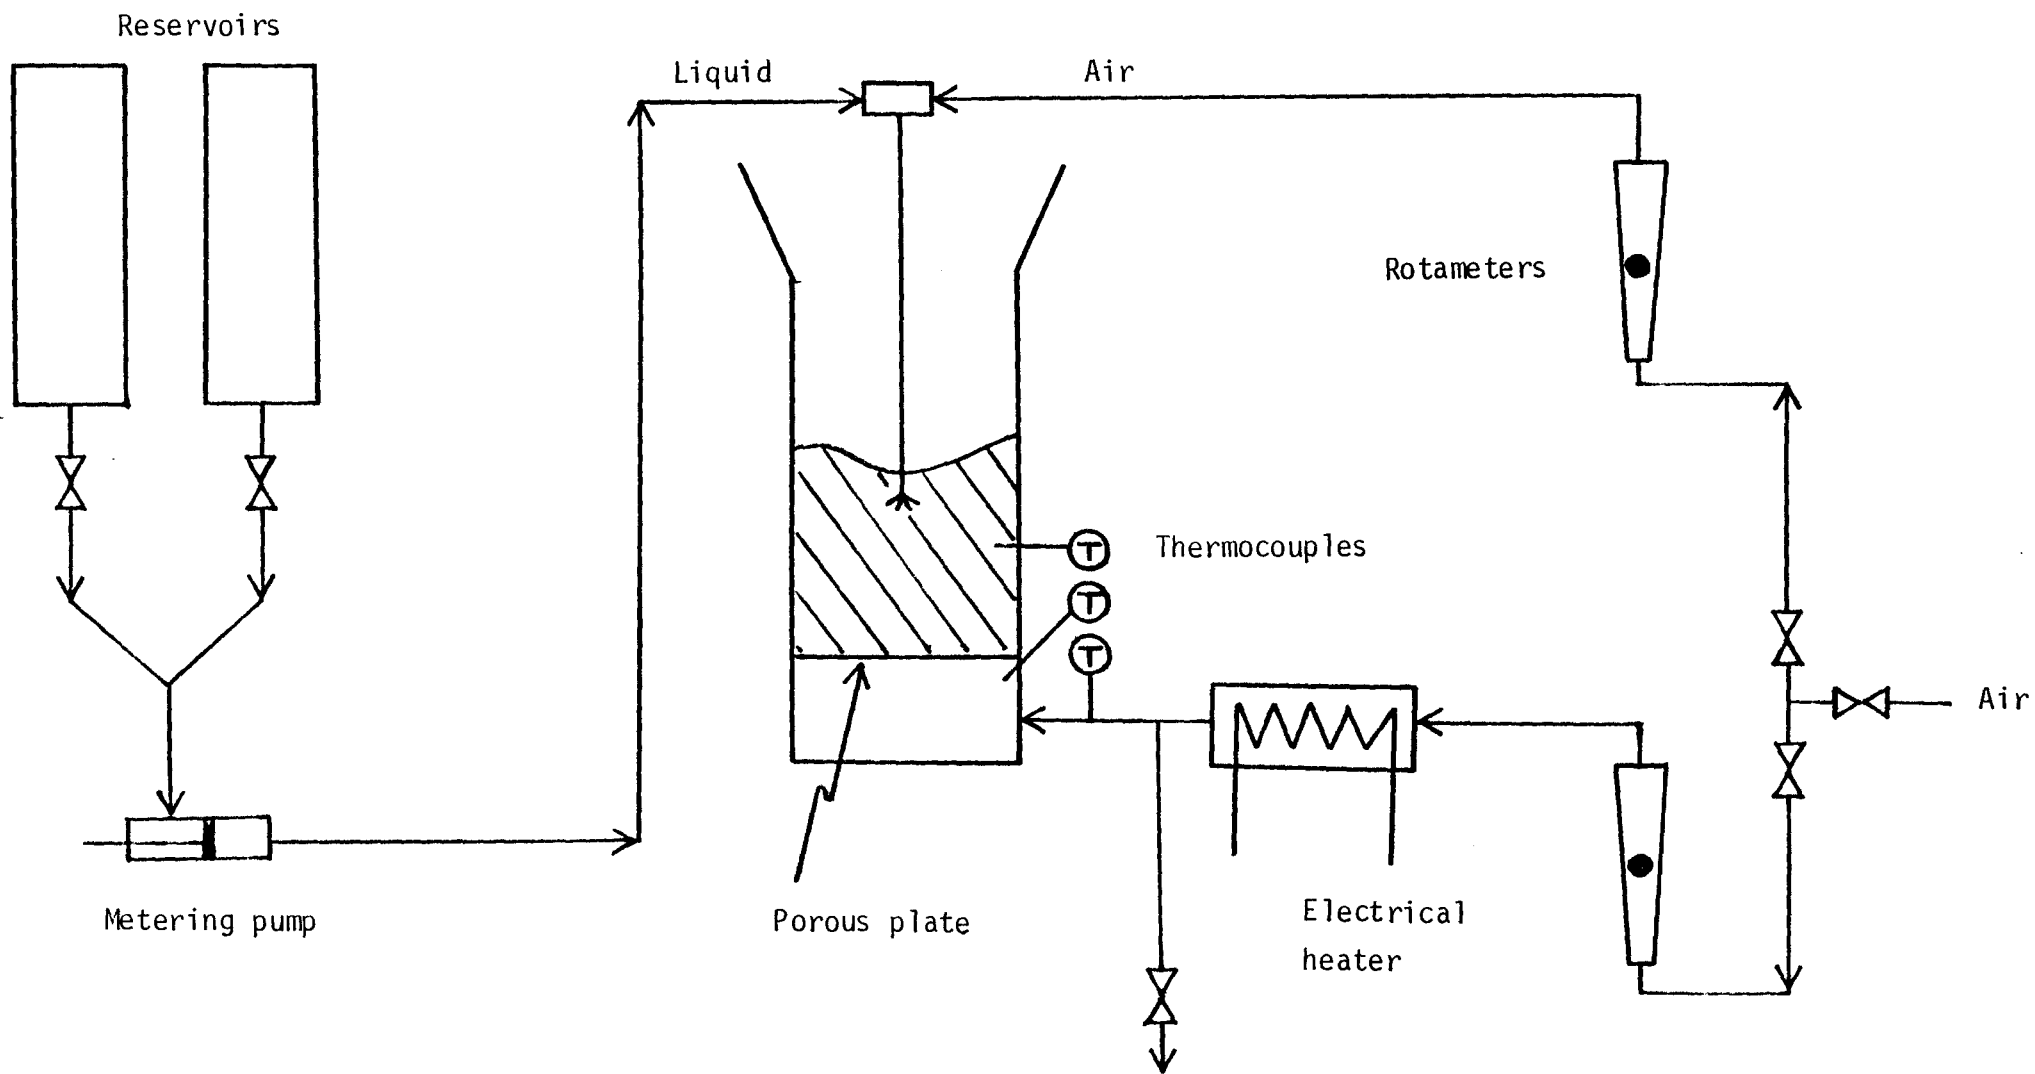 Reservoirs
Liquid
Air
Rotameters
Thermocouples
T
T
T
Air
Metering pump
Porous plate
Electrical
heater